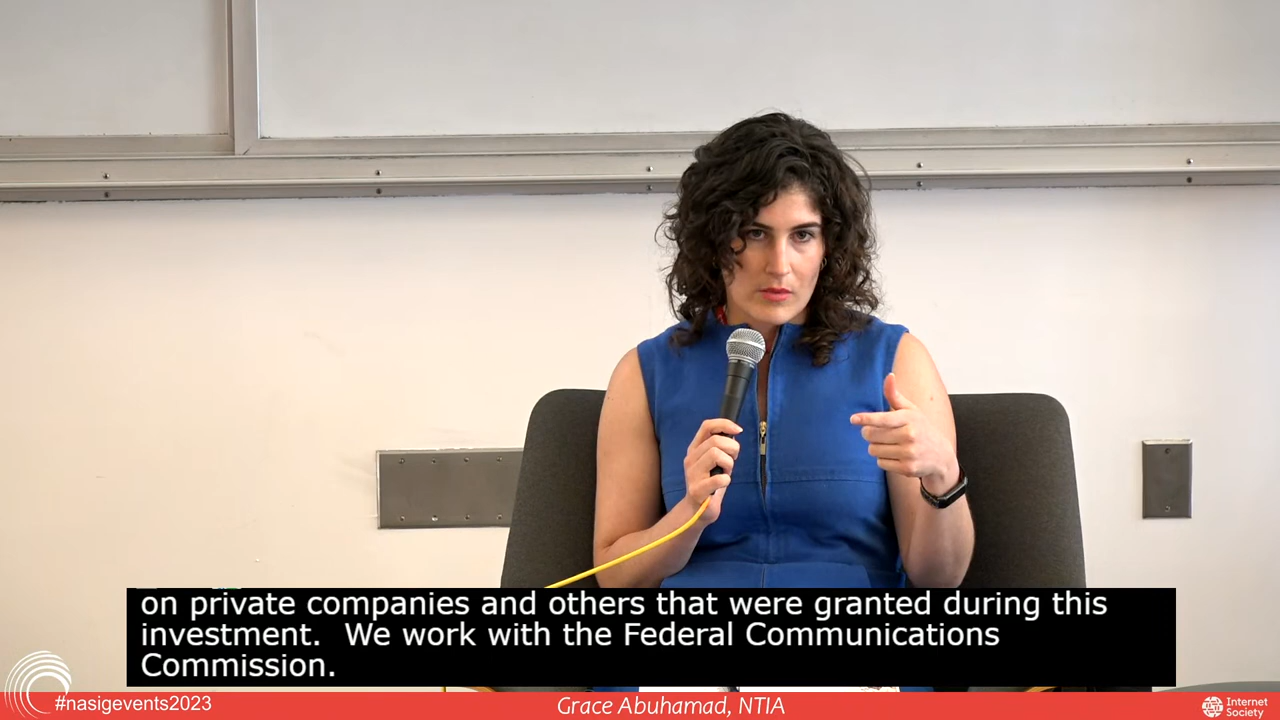 on private companies and others that were granted during this
investment.  We work with the Federal Communications
Commission.
#nasigevents2023
Grace Abuhamad, NTIA
Internet
Society